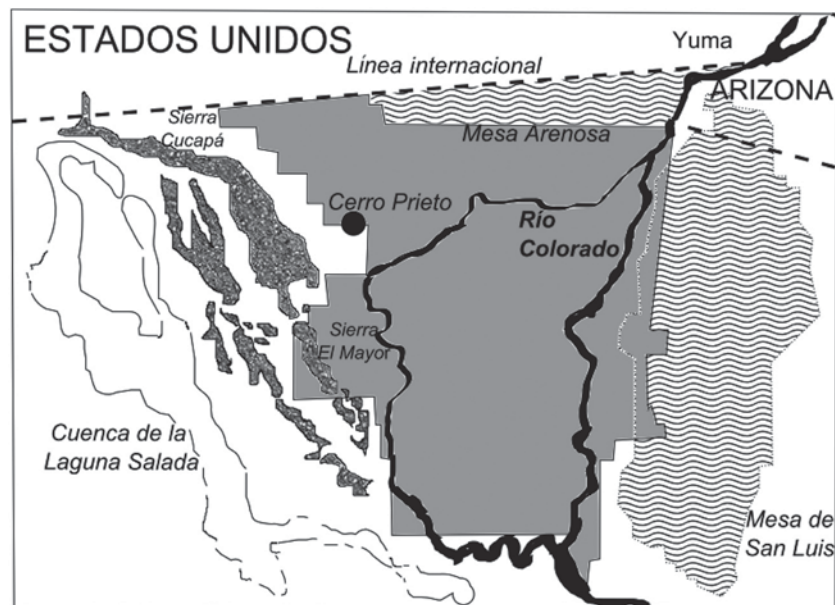 ESTADOS UNIDOS
Yuma
Línea internacional
ARIZONA
Sierra
Cucapá
Mesa Arenosa
Cerro Prieto
Río
Colorado
Sierra
El Mayor
Cuenca de la
Laguna Salada
Mesa de
San Luis